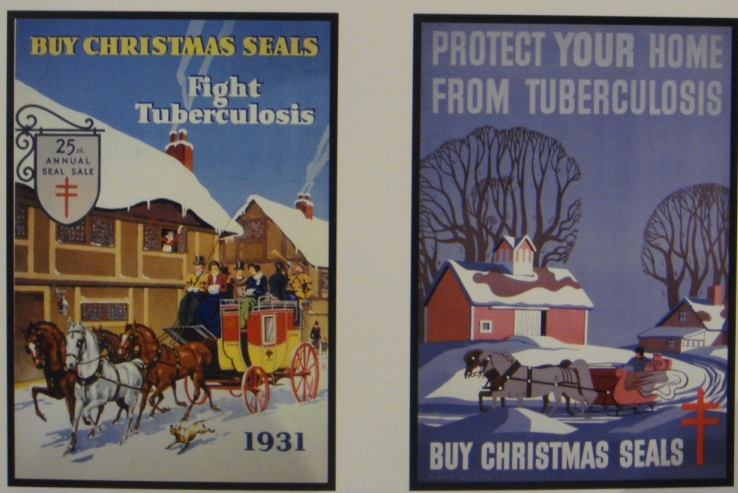 BUY CHRISTMAS SEALS
Fight
Tuberculosis
25th
ANNUAL
SEAL SALE
1931
PROTECT YOUR HOME
FROM TUBERCULOSIS
BUY CHRISTMAS SEALS